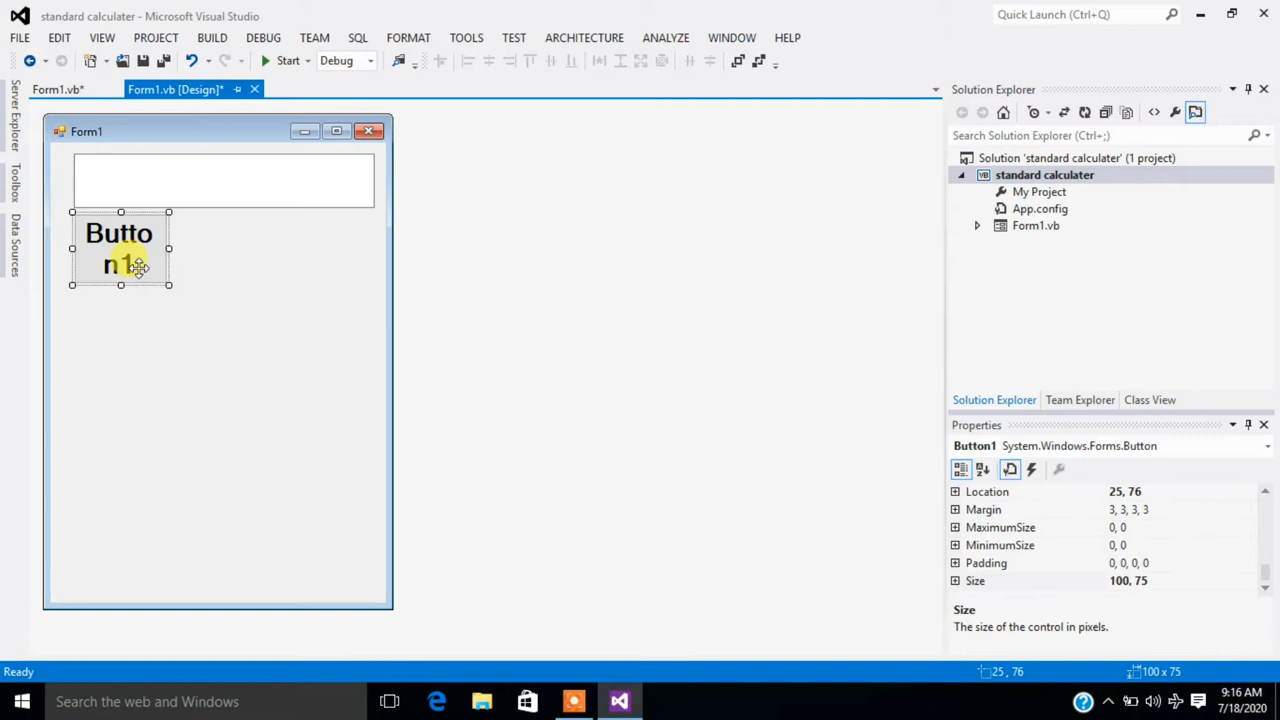 standard calculater - Microsoft Visual Studio
Quick Launch (Ctrl+Q)
FILE EDIT VIEW PROJECT BUILD DEBUG TEAM SQL FORMAT TOOLS TEST ARCHITECTURE ANALYZE WINDOW HELP
Start Debug
Server Explorer
Toolbox
Data Sources
Form1.vb* Form1.vb [Design]*
Form1
Butto
n1
Solution Explorer
Search Solution Explorer (Ctrl+;)
Solution 'standard calculater' (1 project)
standard calculater
My Project
App.config
Form1.vb
Solution Explorer Team Explorer Class View
Properties
Button1 System.Windows.Forms.Button
Location 25, 76
Margin 3, 3, 3, 3
MaximumSize 0, 0
MinimumSize 0, 0
Padding 0, 0, 0, 0
Size 100, 75
Size
The size of the control in pixels.
Ready 25 , 76 100 x 75
Search the web and Windows
9:16 AM
7/18/2020